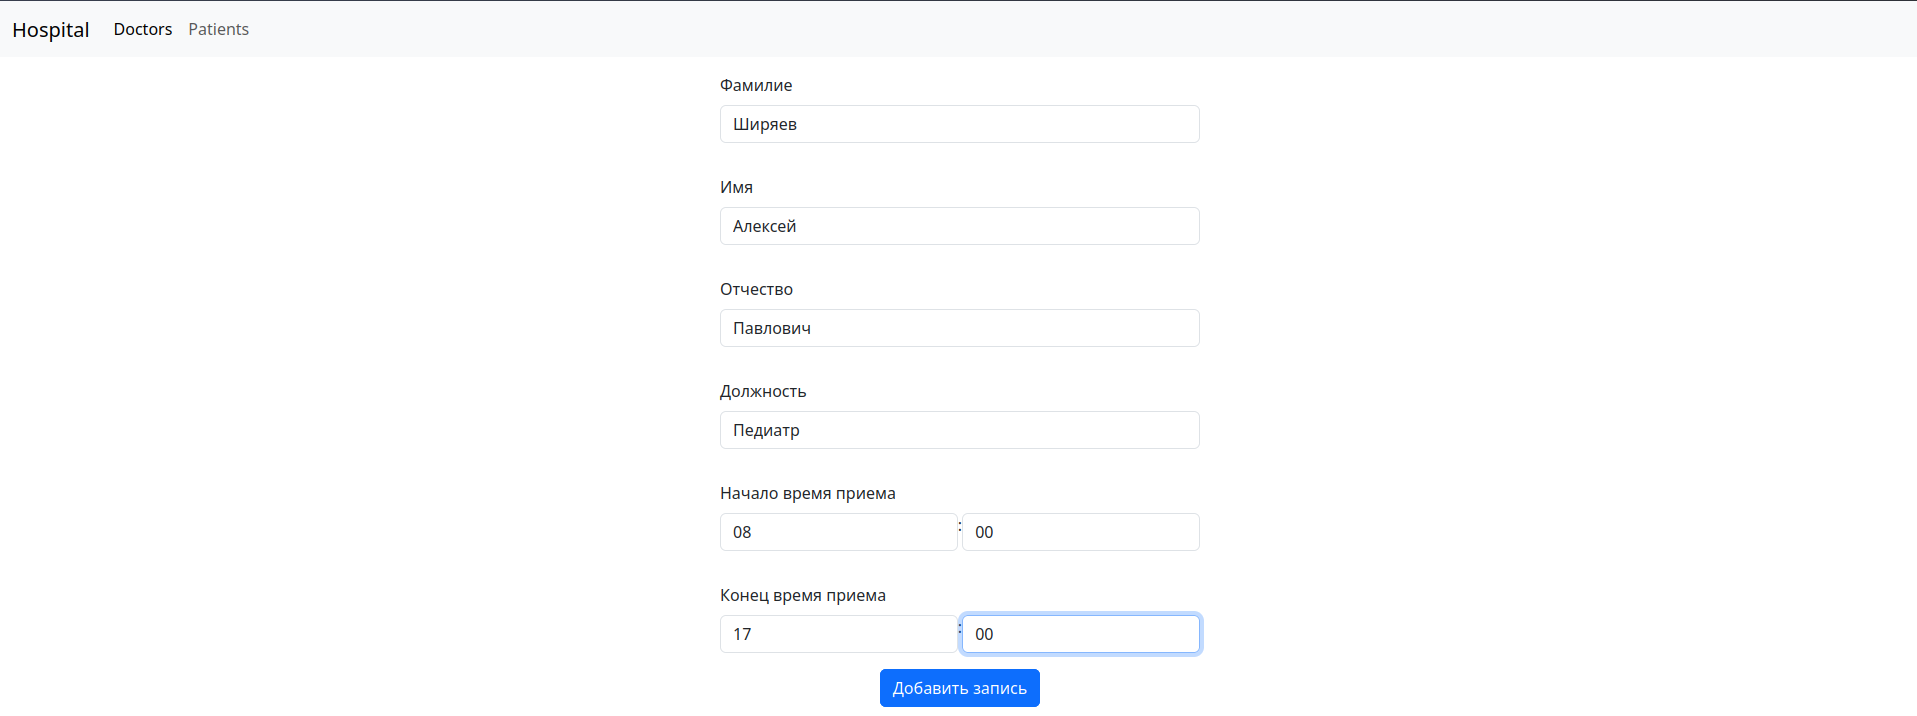 Hospital Doctors Patients
Фамилие
Ширяев
Имя
Алексей
Отчество
Павлович
Должность
Педиатр
Начало время приема
08 : 00
Конец время приема
17 : 00
Добавить запись